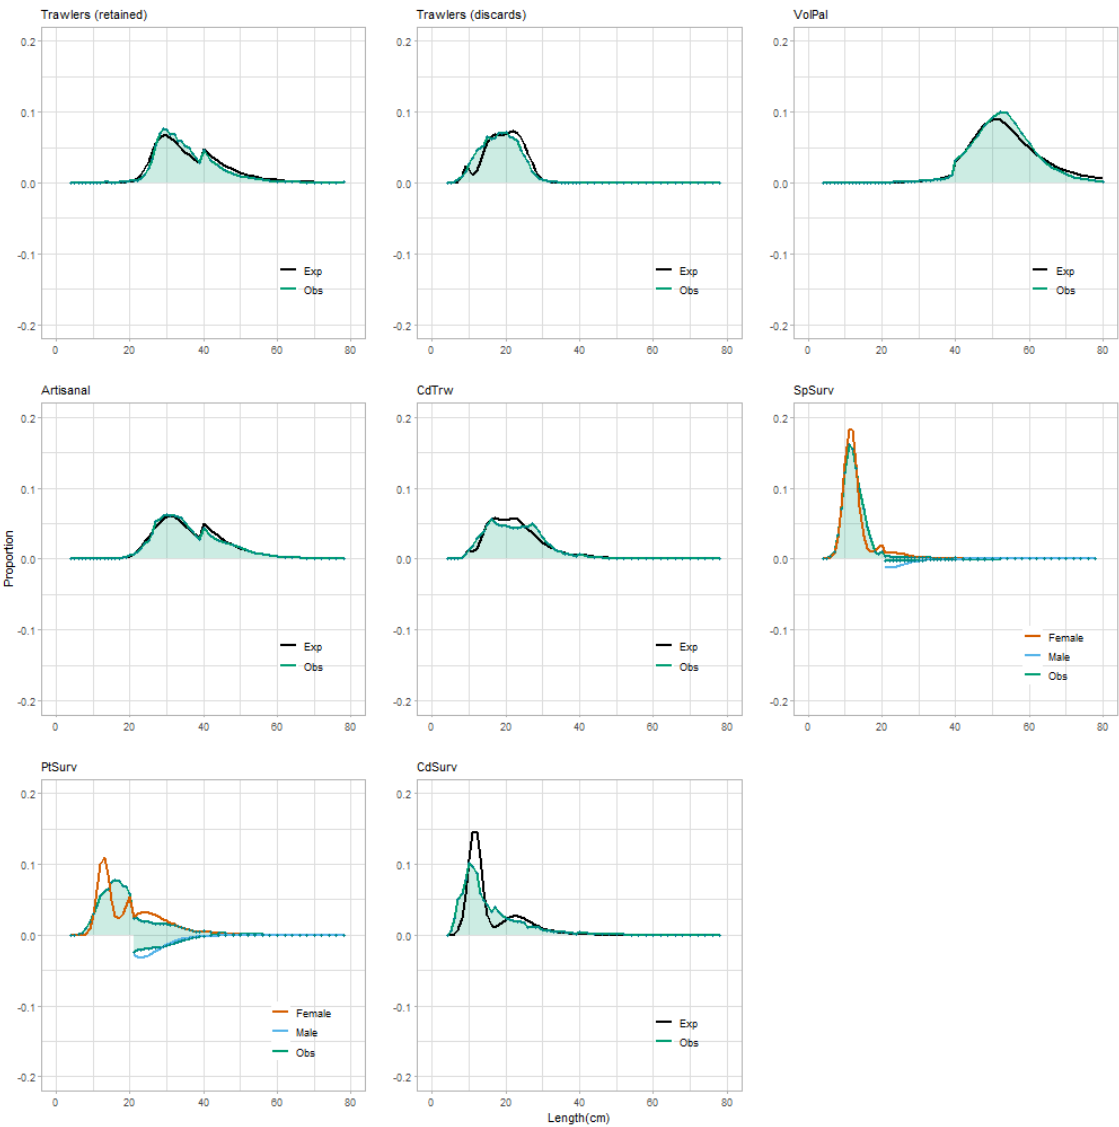 Trawlers (retained)
0.2
0.1
0.0
-0.1
-0.2
0 20 40 60 80
Exp
Obs
Trawlers (discards)
0.2
0.1
0.0
-0.1
-0.2
0 20 40 60 80
Exp
Obs
VolPal
0.2
0.1
0.0
-0.1
-0.2
0 20 40 60 80
Exp
Obs
Proportion
Artisanal
0.2
0.1
0.0
-0.1
-0.2
0 20 40 60 80
Exp
Obs
CdTrw
0.2
0.1
0.0
-0.1
-0.2
0 20 40 60 80
Exp
Obs
SpSurv
0.2
0.1
0.0
-0.1
-0.2
0 20 40 60 80
Female
Male
Obs
PtSurv
0.2
0.1
0.0
-0.1
-0.2
0 20 40 60 80
Female
Male
Obs
CdSurv
0.2
0.1
0.0
-0.1
-0.2
0 20 40 60 80
Exp
Obs
Length(cm)